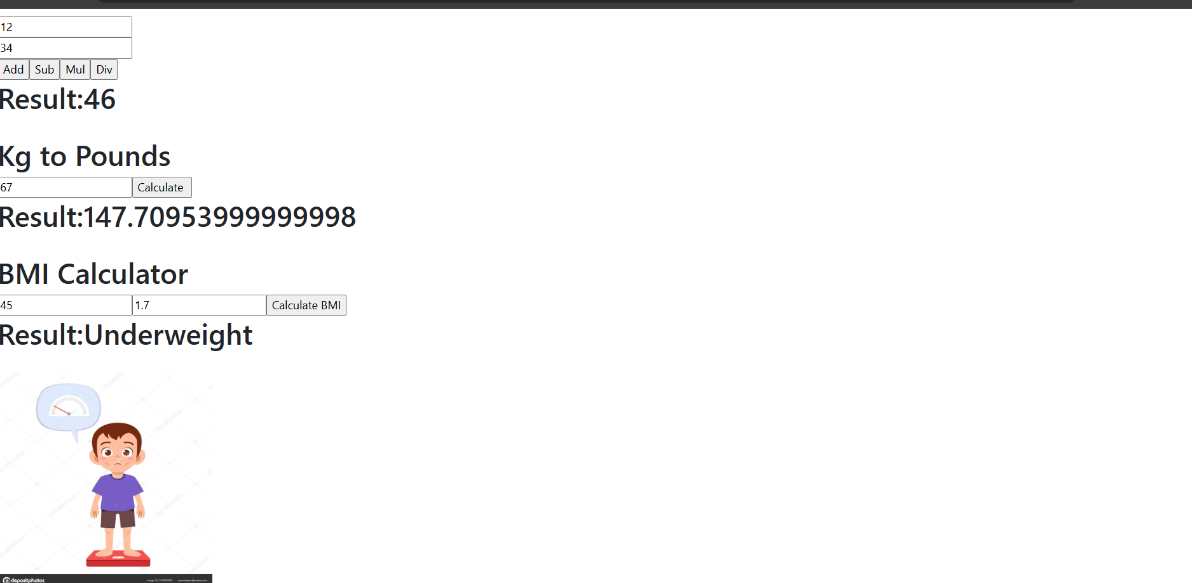 12
34
Add Sub Mul Div
Result:46
Kg to Pounds
67 Calculate
Result:147.70953999999998
BMI Calculator
45 1.7 Calculate BMI
Result:Underweight
depositphotos